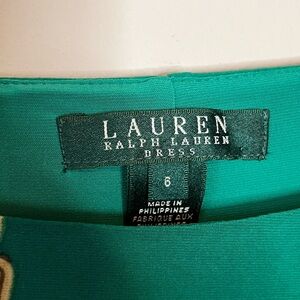 LAUREN
RALPH LAUREN
DRESS
6
MADE IN
PHILIPPINES
FABRIQUE AUX